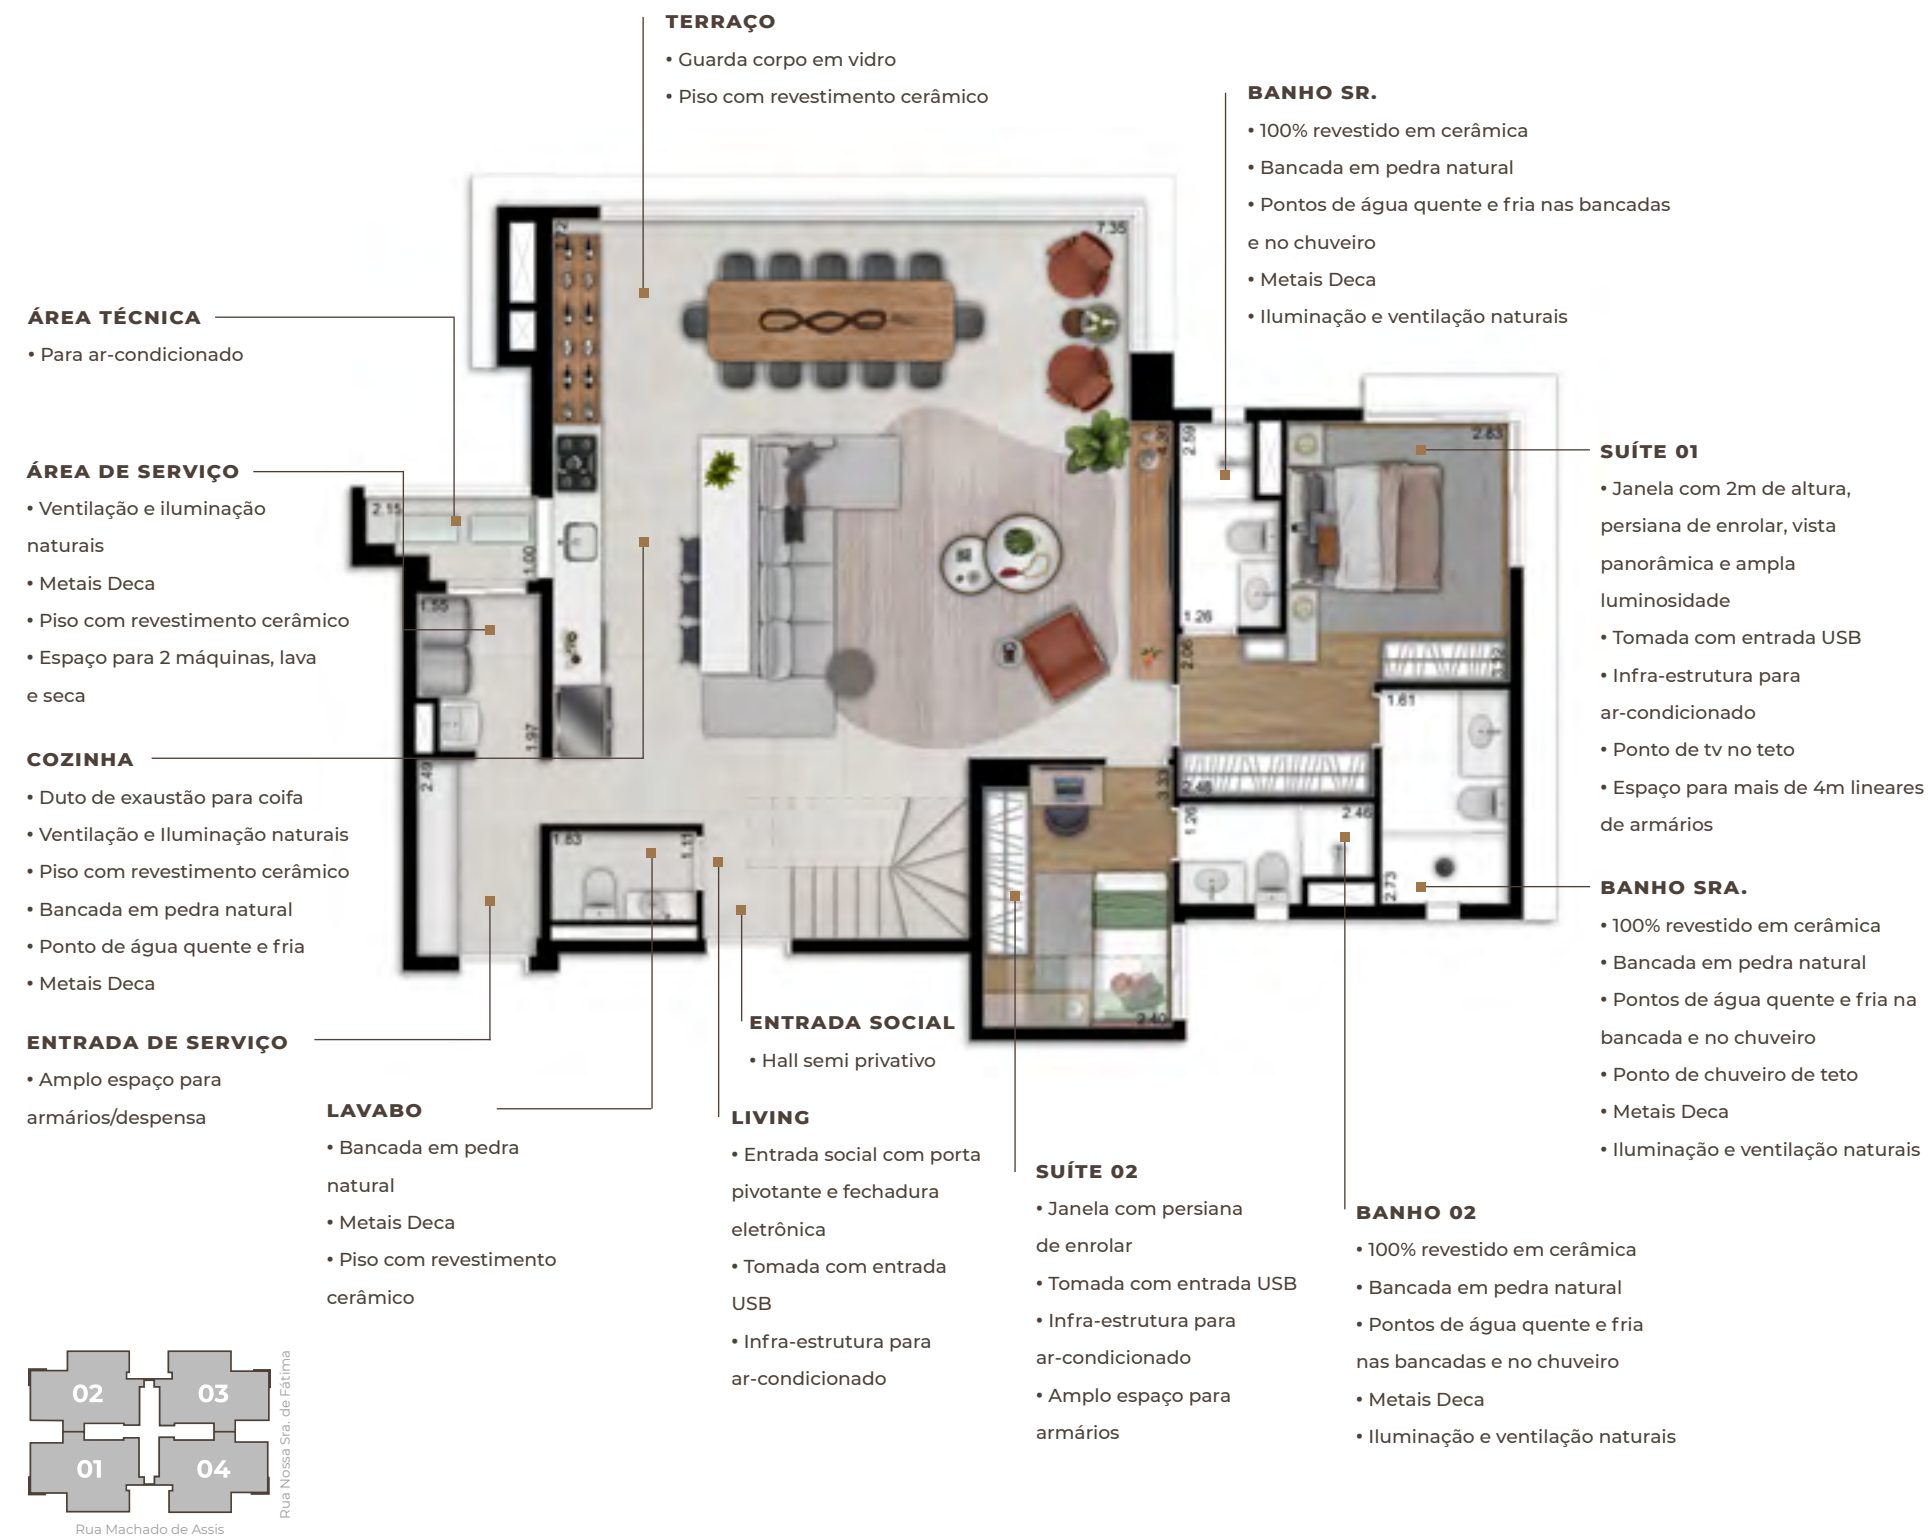 TERRAÇO
• Guarda corpo em vidro
• Piso com revestimento cerâmico
BANHO SR.
• 100% revestido em cerâmica
• Bancada em pedra natural
• Pontos de água quente e fria nas bancadas
e no chuveiro
• Metais Deca
• Iluminação e ventilação naturais
ÁREA TÉCNICA
• Para ar-condicionado
ÁREA DE SERVIÇO
• Ventilação e iluminação
naturais
• Metais Deca
• Piso com revestimento cerâmico
• Espaço para 2 máquinas, lava
e seca
COZINHA
• Duto de exaustão para coifa
• Ventilação e Iluminação naturais
• Piso com revestimento cerâmico
• Bancada em pedra natural
• Ponto de água quente e fria
• Metais Deca
ENTRADA DE SERVIÇO
• Amplo espaço para
armários/despensa
7.35
4.30
2.59
2.83
2.15
1.00
1.55
1.26
2.06
1.97
1.61
2.49
2.48
3.33
1.83
1.11
1.26
2.46
2.73
2.40
SUÍTE 01
• Janela com 2m de altura,
persiana de enrolar, vista
panorâmica e ampla
luminosidade
• Tomada com entrada USB
• Infra-estrutura para
ar-condicionado
• Ponto de tv no teto
• Espaço para mais de 4m lineares
de armários
BANHO SRA.
• 100% revestido em cerâmica
• Bancada em pedra natural
• Pontos de água quente e fria na
bancada e no chuveiro
• Ponto de chuveiro de teto
• Metais Deca
• Iluminação e ventilação naturais
LAVABO
• Bancada em pedra
natural
• Metais Deca
• Piso com revestimento
cerâmico
ENTRADA SOCIAL
• Hall semi privativo
LIVING
• Entrada social com porta
pivotante e fechadura
eletrônica
• Tomada com entrada
USB
• Infra-estrutura para
ar-condicionado
SUÍTE 02
• Janela com persiana
de enrolar
• Tomada com entrada USB
• Infra-estrutura para
ar-condicionado
• Amplo espaço para
armários
BANHO 02
• 100% revestido em cerâmica
• Bancada em pedra natural
• Pontos de água quente e fria
nas bancadas e no chuveiro
• Metais Deca
• Iluminação e ventilação naturais
02
03
01
04
Rua Nossa Sra. de Fátima
Rua Machado de Assis